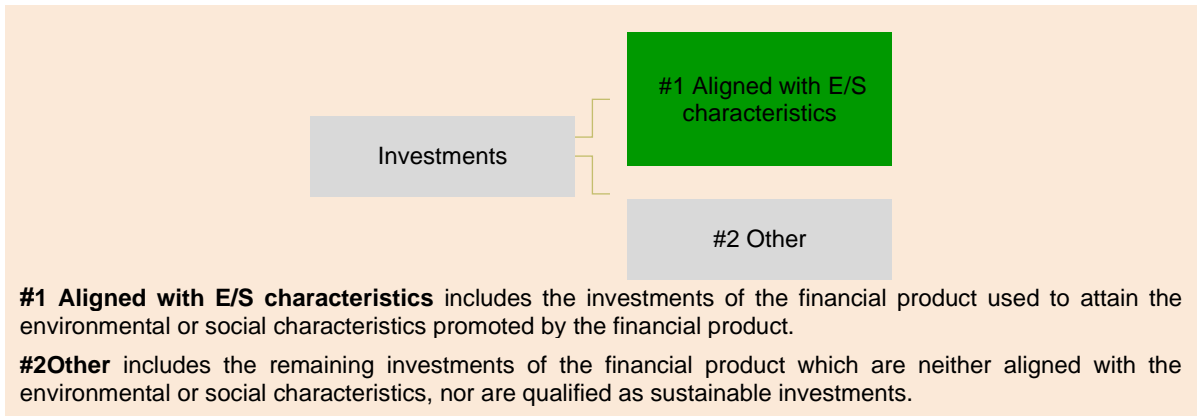 #1 Aligned with E/S
characteristics
Investments
#2 Other
#1 Aligned with E/S characteristics includes the investments of the financial product used to attain the
environmental or social characteristics promoted by the financial product.
#2Other includes the remaining investments of the financial product which are neither aligned with the
environmental or social characteristics, nor are qualified as sustainable investments.